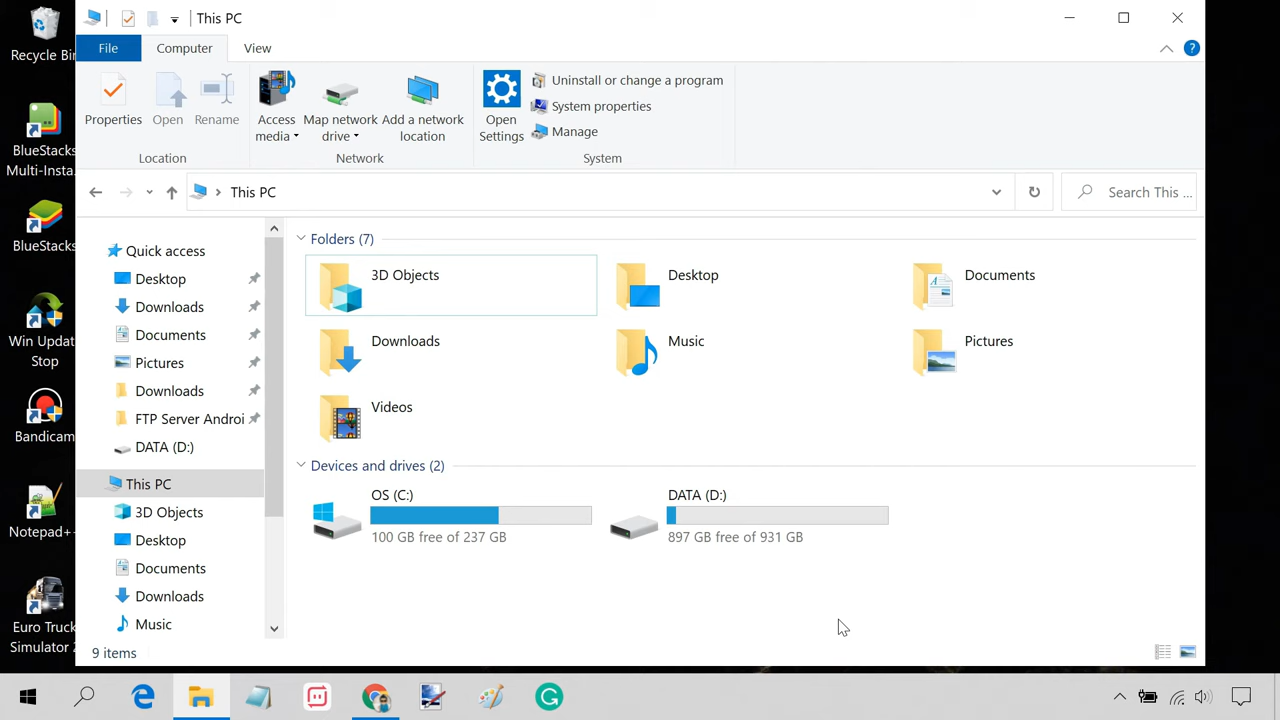 This PC
File Computer View
Properties Open Rename Access media Map network drive Add a network location Open Settings
Uninstall or change a program
System properties
Manage
Location Network System
This PC Search This ...
Recycle Bin
BlueStacks
Multi-Insta...
BlueStacks
Win Updat
Stop
Bandicam
Notepad++
Euro Truck
Simulator 2
Quick access
Desktop
Downloads
Documents
Pictures
Downloads
FTP Server Androi
DATA (D:)
This PC
3D Objects
Desktop
Documents
Downloads
Music
Folders (7)
3D Objects Desktop Documents
Downloads Music Pictures
Videos
Devices and drives (2)
OS (C:) DATA (D:)
100 GB free of 237 GB 897 GB free of 931 GB
9 items